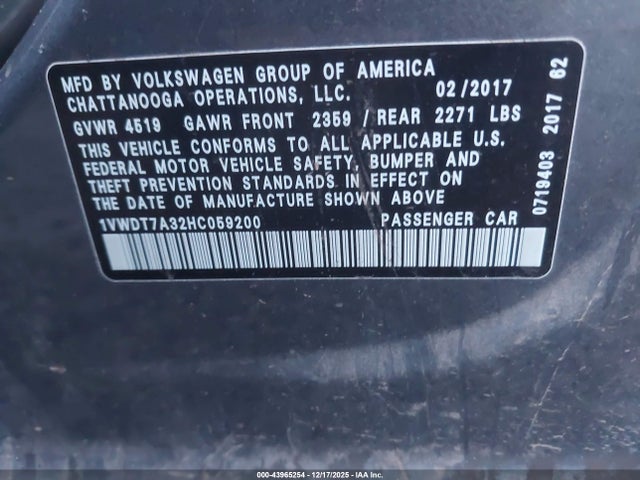 MFD BY VOLKSWAGEN GROUP OF AMERICA
CHATTANOOGA OPERATIONS, LLC. 02/2017
GVWR 4519 GAWR FRONT 2359 / REAR 2271 LBS
THIS VEHICLE CONFORMS TO ALL APPLICABLE U.S.
FEDERAL MOTOR VEHICLE SAFETY, BUMPER AND
THEFT PREVENTION STANDARDS IN EFFECT ON
THE DATE OF MANUFACTURE SHOWN ABOVE
1VWDT7A32HC059200 PASSENGER CAR
0719403 2017 62
000-43965254 - 12/17/2025 - IAA Inc.